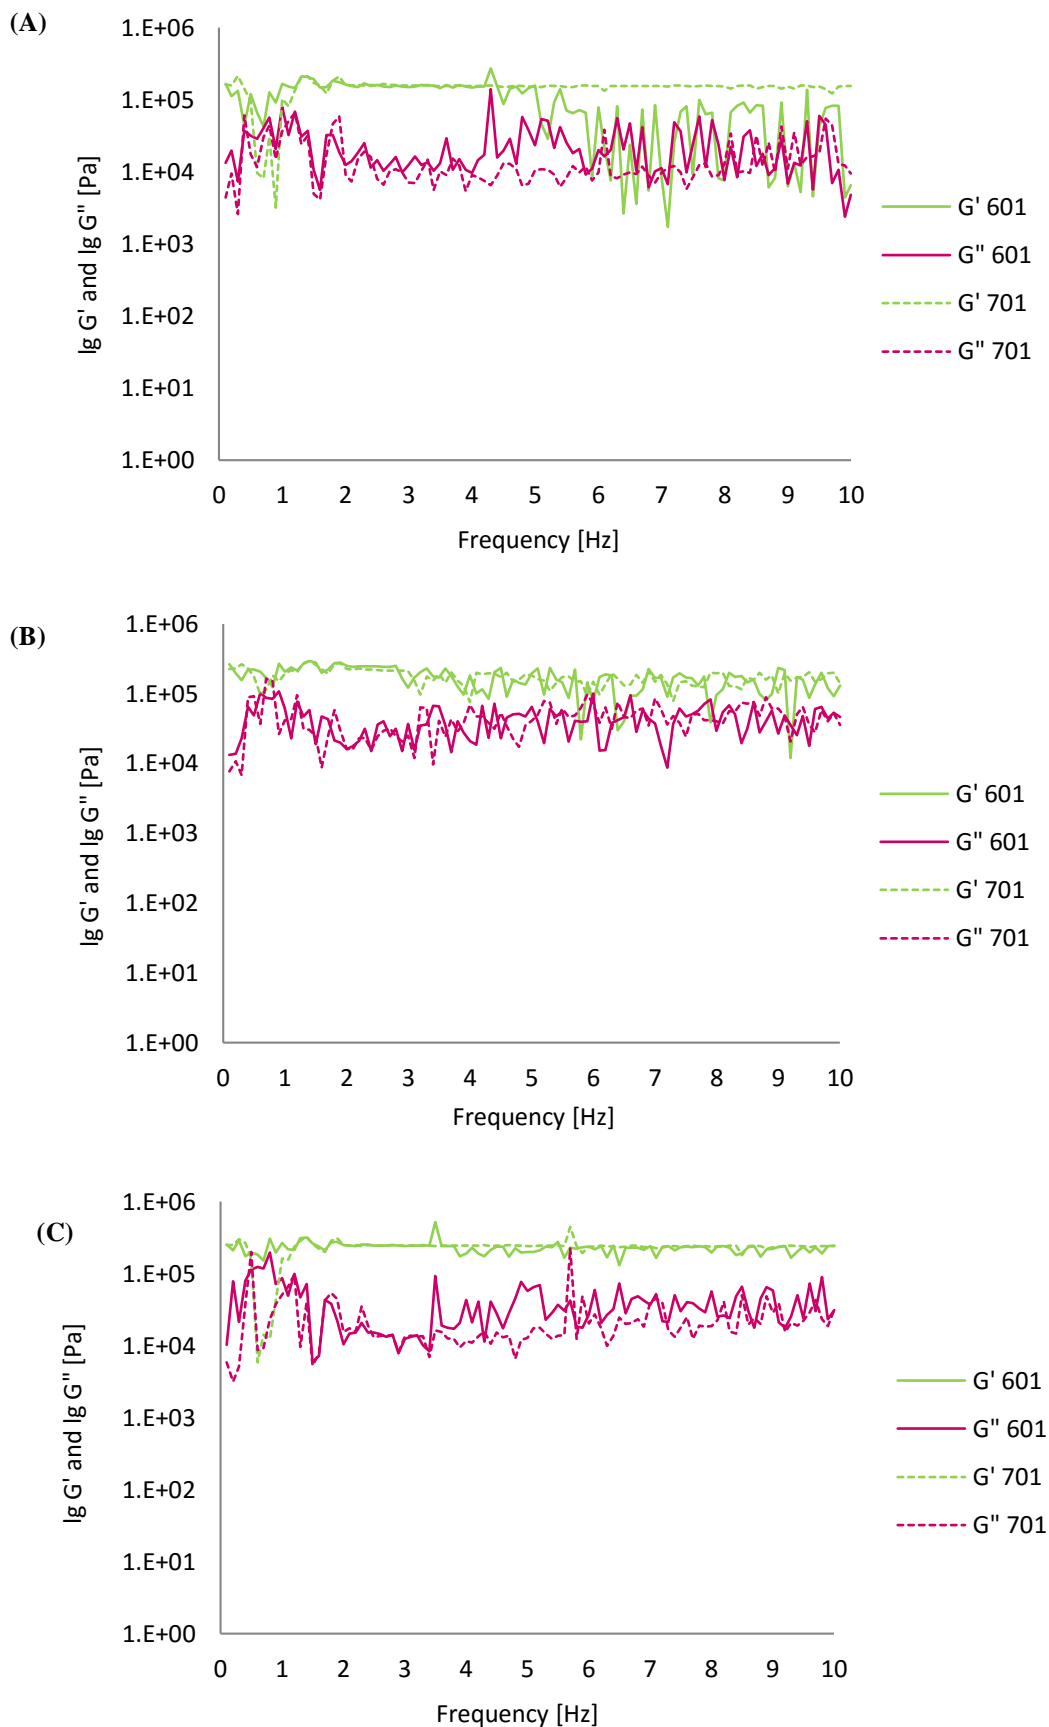 (A)
1.E+06
1.E+05
1.E+04
1.E+03
1.E+02
1.E+01
1.E+00
lg G' and lg G" [Pa]
0 1 2 3 4 5 6 7 8 9 10
Frequency [Hz]
G' 601
G" 601
G' 701
G" 701
(B)
1.E+06
1.E+05
1.E+04
1.E+03
1.E+02
1.E+01
1.E+00
lg G' and lg G" [Pa]
0 1 2 3 4 5 6 7 8 9 10
Frequency [Hz]
G' 601
G" 601
G' 701
G" 701
(C)
1.E+06
1.E+05
1.E+04
1.E+03
1.E+02
1.E+01
1.E+00
lg G' and lg G" [Pa]
0 1 2 3 4 5 6 7 8 9 10
Frequency [Hz]
G' 601
G" 601
G' 701
G" 701